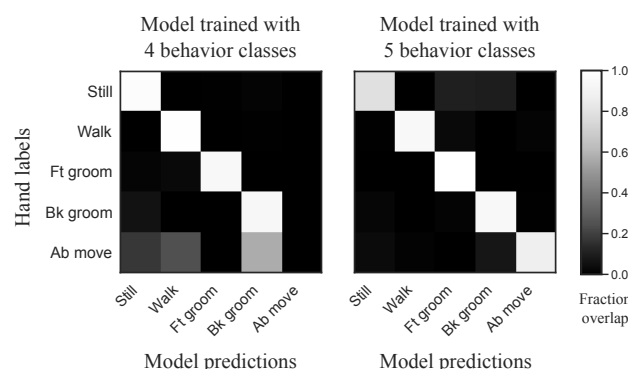 Model trained with
4 behavior classes
Model trained with
5 behavior classes
Hand labels
Still
Walk
Ft groom
Bk groom
Ab move
Still
Walk
Ft groom
Bk groom
Ab move
Model predictions
Still
Walk
Ft groom
Bk groom
Ab move
Model predictions
1.0
0.8
0.6
0.4
0.2
0.0
Fraction
overlap